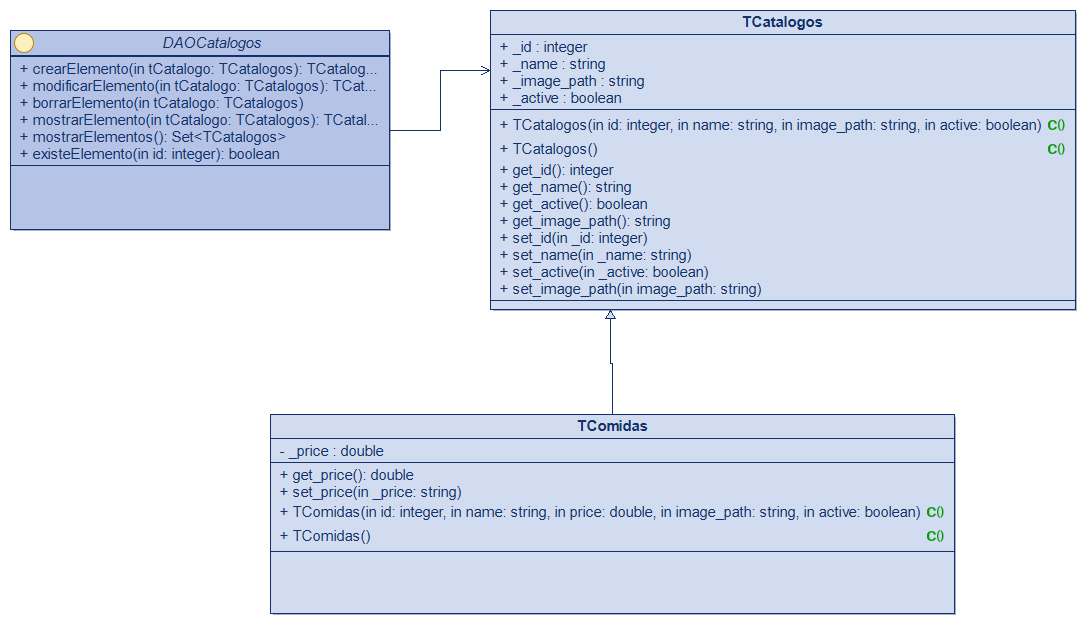 DAOCatalogos
+ crearElemento(in tCatalogo: TCatalogos): TCatalog...
+ modificarElemento(in tCatalogo: TCatalogos): TCat...
+ borrarElemento(in tCatalogo: TCatalogos)
+ mostrarElemento(in tCatalogo: TCatalogos): TCatal...
+ mostrarElementos(): Set<TCatalogos>
+ existeElemento(in id: integer): boolean
TCatalogos
+ _id : integer
+ _name : string
+ _image_path : string
+ _active : boolean
+ TCatalogos(in id: integer, in name: string, in image_path: string, in active: boolean) C()
+ TCatalogos() C()
+ get_id(): integer
+ get_name(): string
+ get_active(): boolean
+ get_image_path(): string
+ set_id(in _id: integer)
+ set_name(in _name: string)
+ set_active(in _active: boolean)
+ set_image_path(in image_path: string)
TComidas
- _price : double
+ get_price(): double
+ set_price(in _price: string)
+ TComidas(in id: integer, in name: string, in price: double, in image_path: string, in active: boolean) C()
+ TComidas() C()